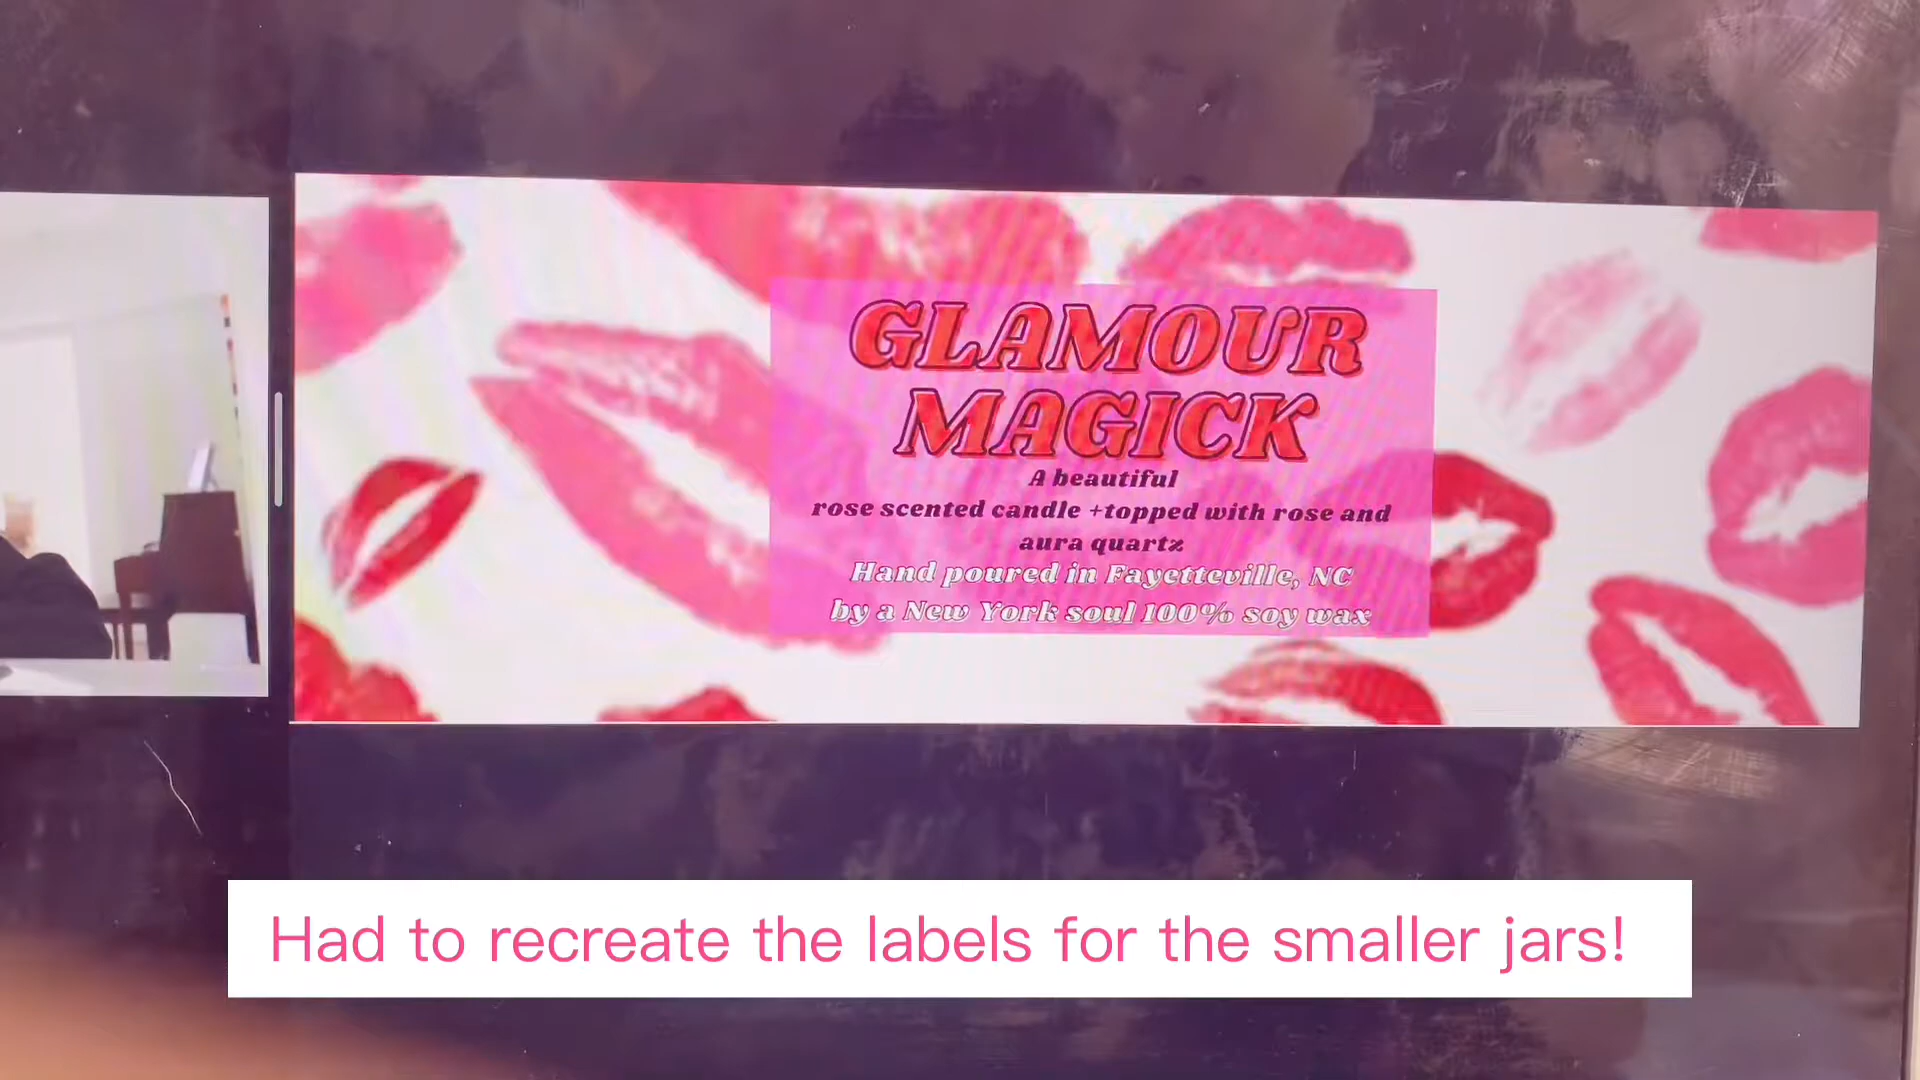 GLAMOUR
MAGICK
A beautiful
rose scented candle +topped with rose and
aura quartz
Hand poured in Fayetteville, NC
by a New York soul 100% soy wax
Had to recreate the labels for the smaller jars!